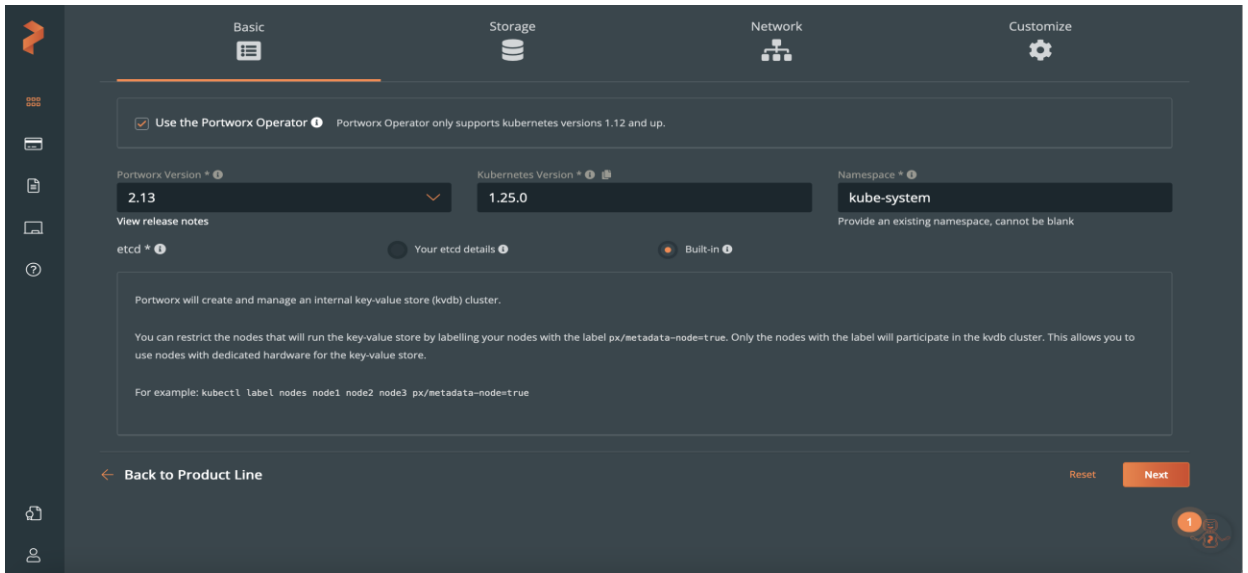 Basic
Storage
Network
Customize
Use the Portworx Operator
Portworx Operator only supports kubernetes versions 1.12 and up.
Portworx Version *
Kubernetes Version *
Namespace *
2.13
1.25.0
kube-system
View release notes
Provide an existing namespace, cannot be blank
etcd *
Your etcd details
Built-in
Portworx will create and manage an internal key-value store (kvdb) cluster.
You can restrict the nodes that will run the key-value store by labelling your nodes with the label px/metadata-node=true. Only the nodes with the label will participate in the kvdb cluster. This allows you to
use nodes with dedicated hardware for the key-value store.
For example: kubectl label nodes node1 node2 node3 px/metadata-node=true
Back to Product Line
Reset
Next
1